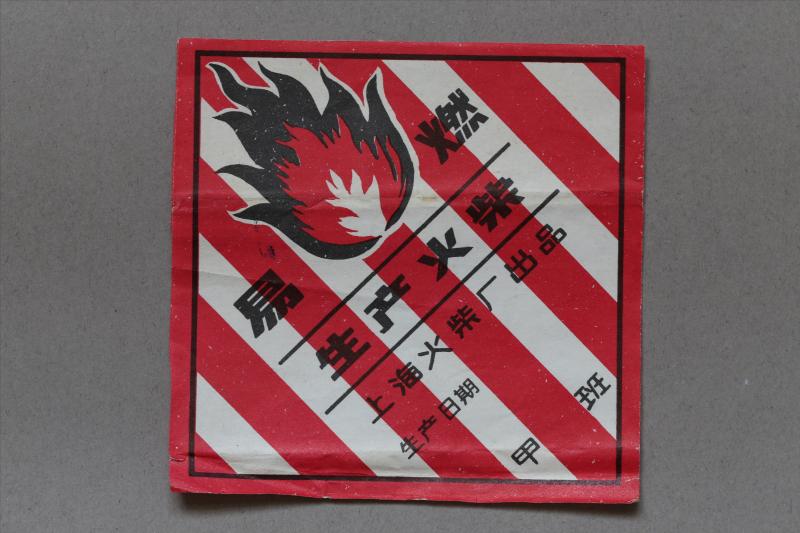 易燃
生产火柴
上海火柴厂出品
生产日期
甲班